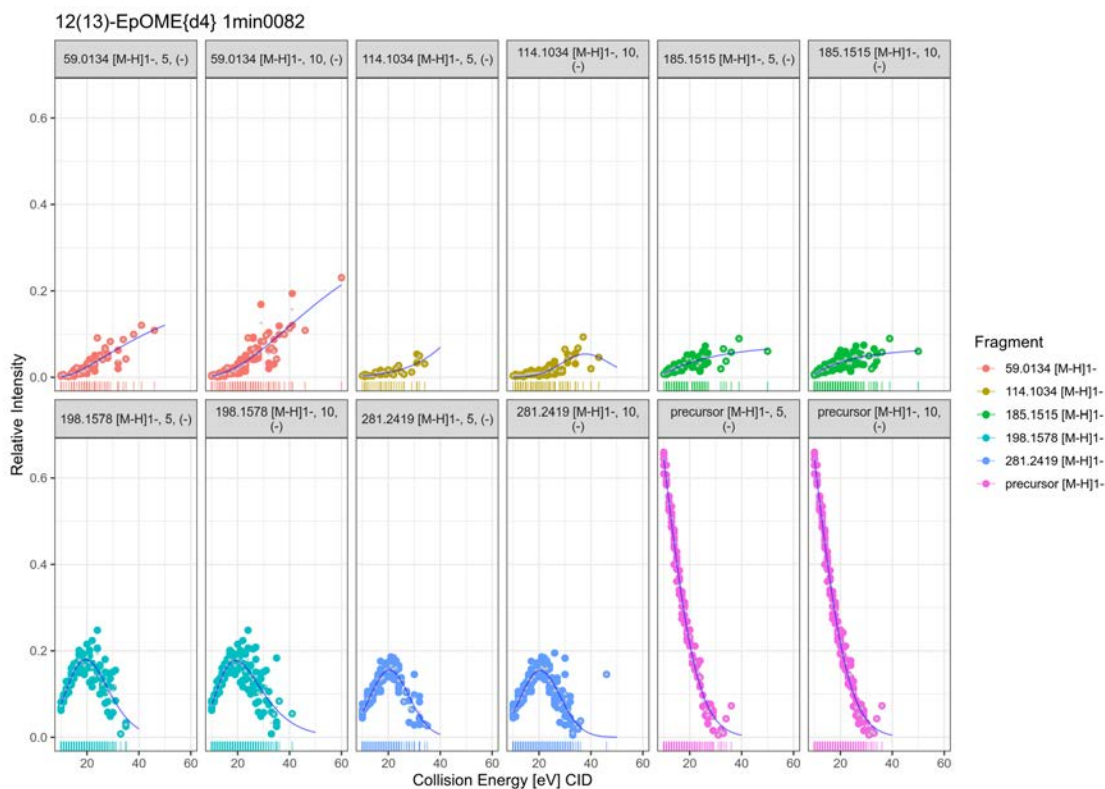 12(13)-EpOME{d4} 1min0082
59.0134 [M-H]1-, 5, (-)
59.0134 [M-H]1-, 10, (-)
114.1034 [M-H]1-, 5, (-)
114.1034 [M-H]1-, 10,
(-)
185.1515 [M-H]1-, 5, (-)
185.1515 [M-H]1-, 10,
(-)
0.6
0.4
0.2
0.0
Relative Intensity
198.1578 [M-H]1-, 5, (-)
198.1578 [M-H]1-, 10,
(-)
281.2419 [M-H]1-, 5, (-)
281.2419 [M-H]1-, 10,
(-)
precursor [M-H]1-, 5,
(-)
precursor [M-H]1-, 10,
(-)
0.6
0.4
0.2
0.0
20 40 60 20 40 60 20 40 60 20 40 60 20 40 60 20 40 60
Collision Energy [eV] CID
Fragment
59.0134 [M-H]1-
114.1034 [M-H]1-
185.1515 [M-H]1-
198.1578 [M-H]1-
281.2419 [M-H]1-
precursor [M-H]1-